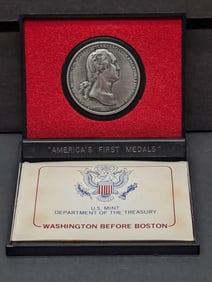 "AMERICA'S FIRST MEDALS"
U.S. MINT
DEPARTMENT OF THE TREASURY
WASHINGTON BEFORE BOSTON